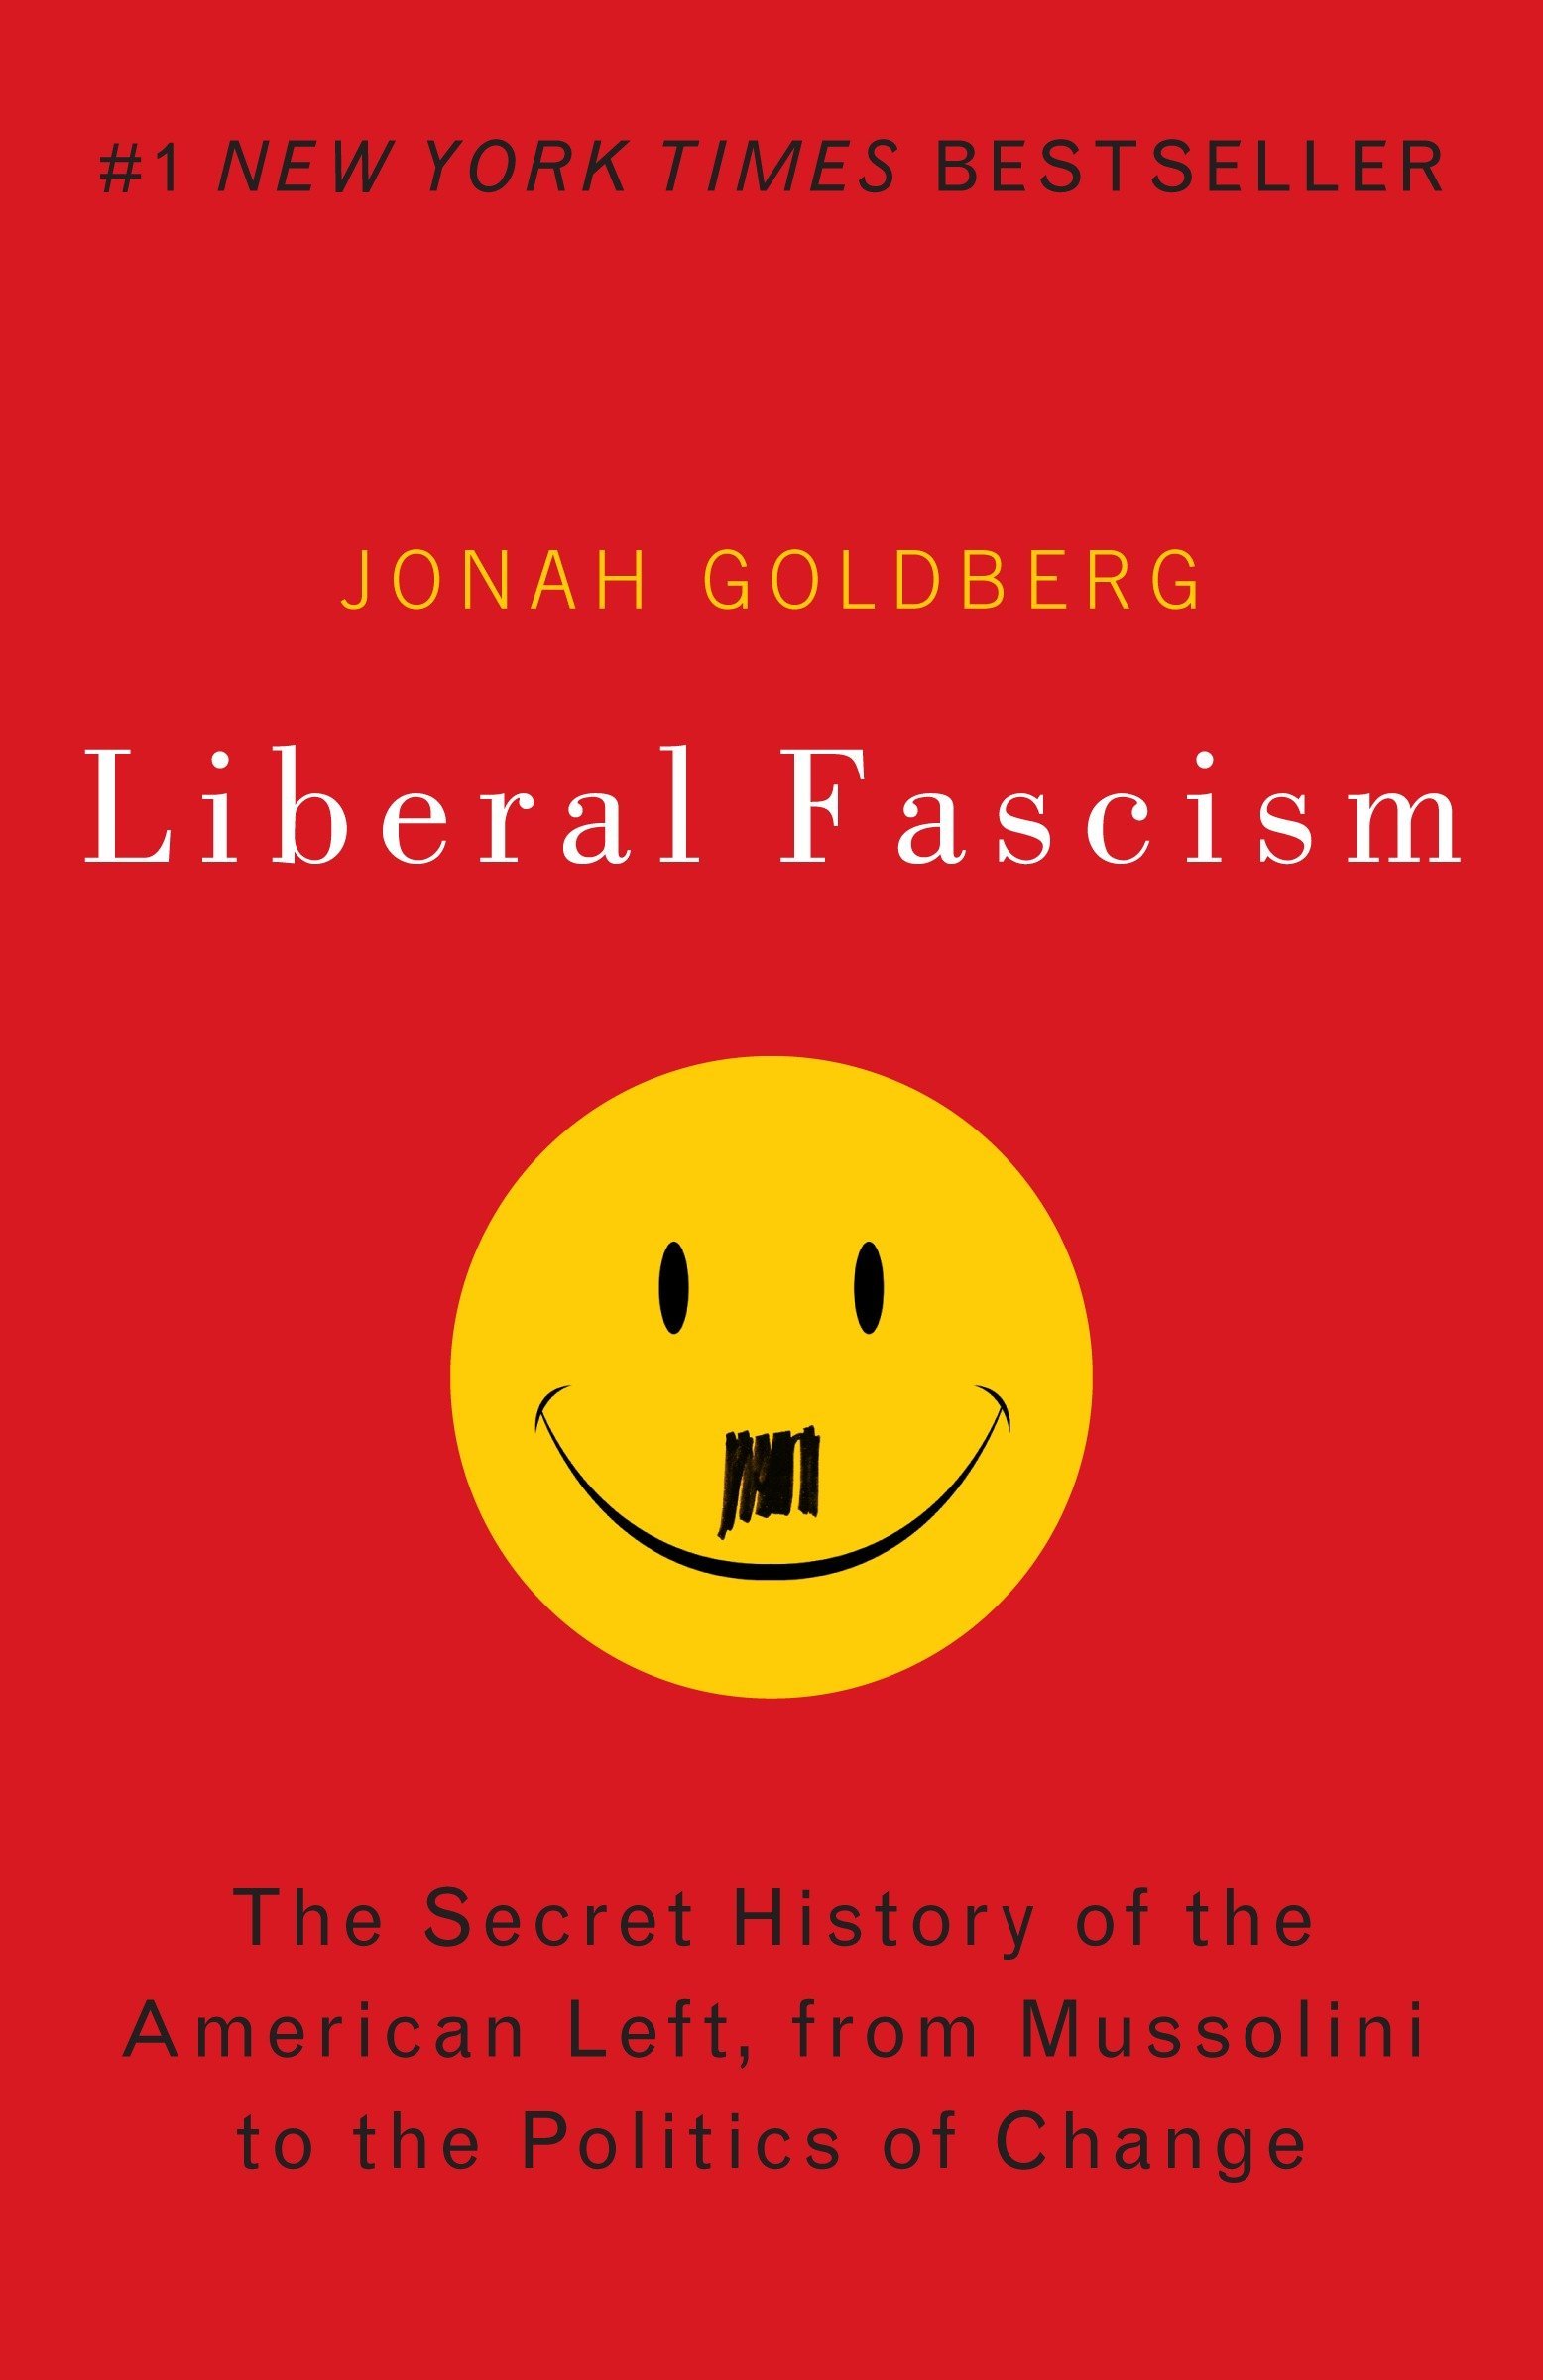 #1 NEW YORK TIMES BESTSELLER
JONAH GOLDBERG
Liberal Fascism
The Secret History of the
American Left, from Mussolini
to the Politics of Change